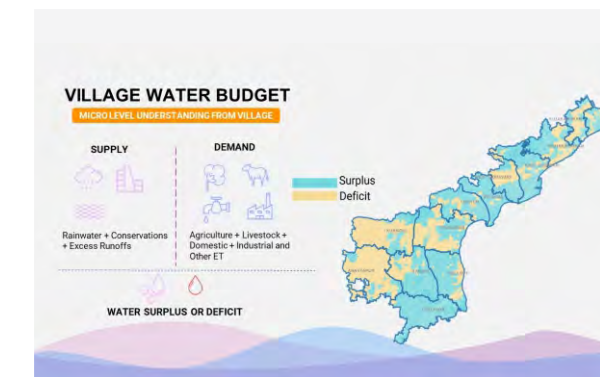 VILLAGE WATER BUDGET
MICRO LEVEL UNDERSTANDING FROM VILLAGE
SUPPLY
Rainwater + Conservations
+ Excess Runoffs
DEMAND
Agriculture + Livestock +
Domestic + Industrial and
Other ET
WATER SURPLUS OR DEFICIT
Surplus
Deficit